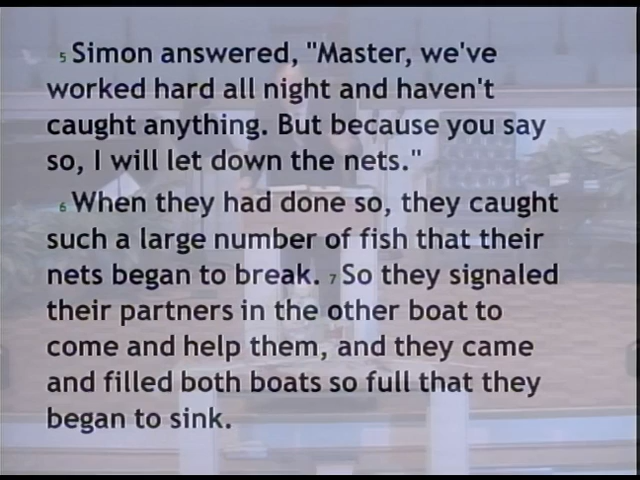 5 Simon answered, "Master, we've
worked hard all night and haven't
caught anything. But because you say
so, I will let down the nets."
6 When they had done so, they caught
such a large number of fish that their
nets began to break. 7 So they signaled
their partners in the other boat to
come and help them, and they came
and filled both boats so full that they
began to sink.